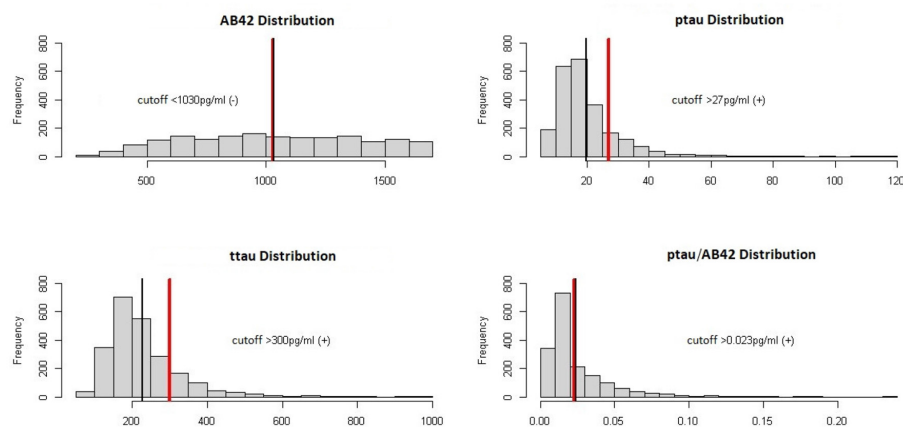 AB42 Distribution
Frequency
800
600
400
200
0
cutoff <1030pg/ml (-)
500 1000 1500
ptau Distribution
Frequency
800
600
400
200
0
cutoff >27pg/ml (+)
20 40 60 80 100 120
ttau Distribution
Frequency
800
600
400
200
0
cutoff >300pg/ml (+)
200 400 600 800 1000
ptau/AB42 Distribution
Frequency
800
600
400
200
0
cutoff >0.023pg/ml (+)
0.00 0.05 0.10 0.15 0.20